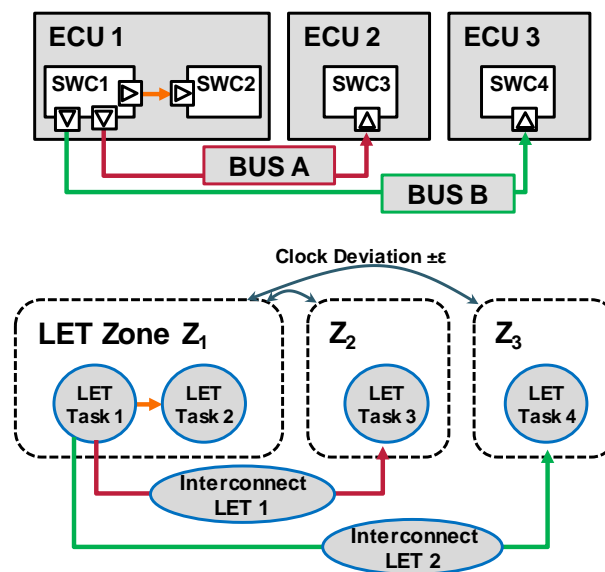 ECU 1
ECU 2
ECU 3
SWC1
SWC2
SWC3
SWC4
BUS A
BUS B
Clock Deviation ±ε
LET Zone Z1
Z2
Z3
LET
Task 1
LET
Task 2
LET
Task 3
LET
Task 4
Interconnect
LET 1
Interconnect
LET 2